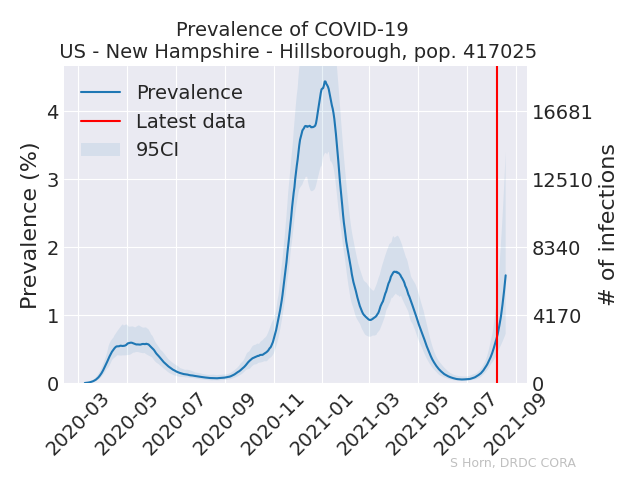 Prevalence of COVID-19
US - New Hampshire - Hillsborough, pop. 417025
Prevalence
Latest data
95CI
Prevalence (%)
4
3
2
1
0
16681
12510
8340
4170
0
# of infections
2020-03
2020-05
2020-07
2020-09
2020-11
2021-01
2021-03
2021-05
2021-07
2021-09
S Horn, DRDC CORA